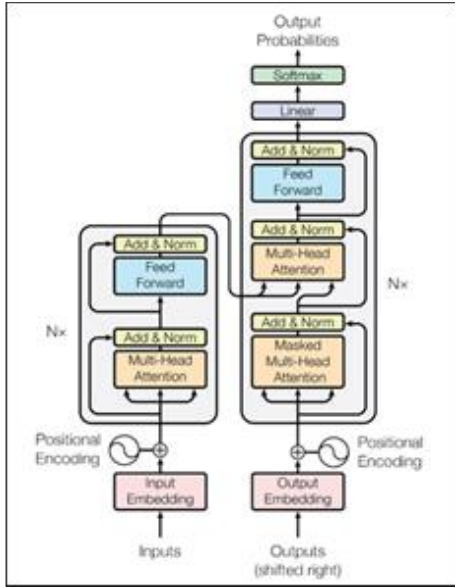 Output
Probabilities
Softmax
Linear
Add & Norm
Feed
Forward
Add & Norm
Multi-Head
Attention
Add & Norm
Masked
Multi-Head
Attention
Nx
Add & Norm
Feed
Forward
Add & Norm
Multi-Head
Attention
Nx
Positional
Encoding
Positional
Encoding
Input
Embedding
Output
Embedding
Inputs
Outputs
(shifted right)